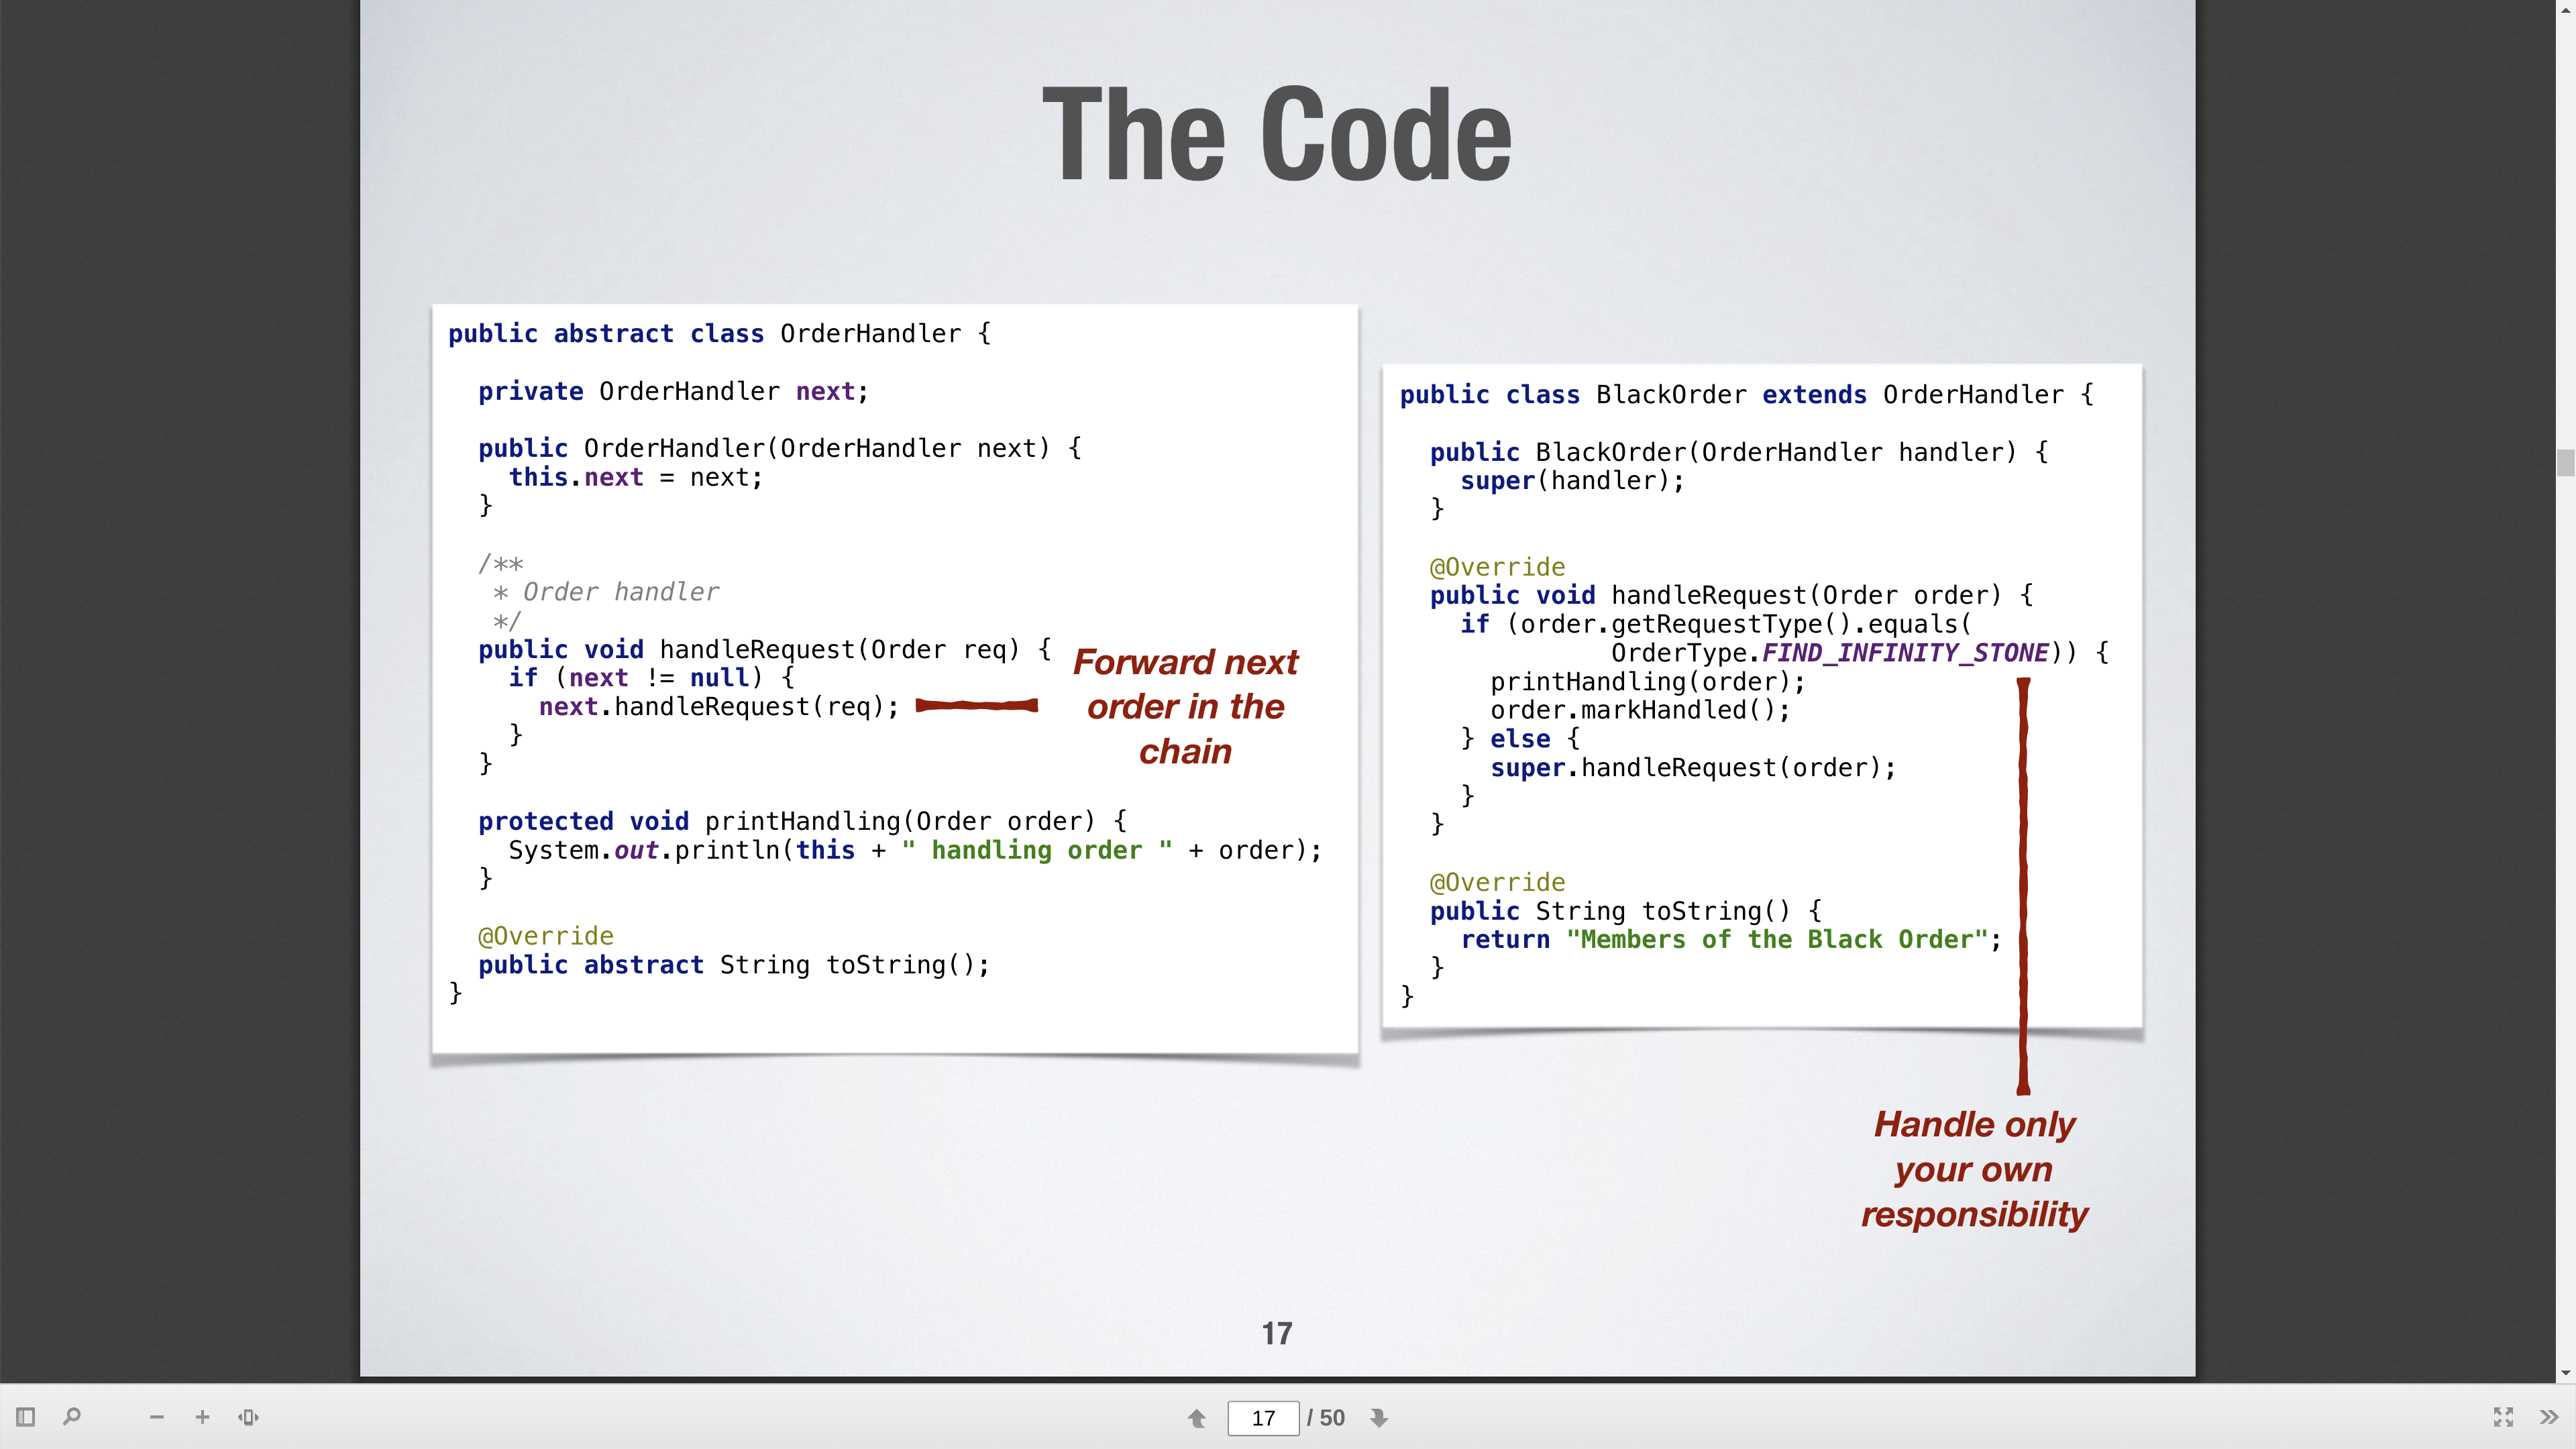 The Code
public abstract class OrderHandler {
  private OrderHandler next;
  public OrderHandler(OrderHandler next) {
    this.next = next;
  }
  /**
   * Order handler
   */
  public void handleRequest(Order req) {
    if (next != null) {
      next.handleRequest(req);
    }
  }
  protected void printHandling(Order order) {
    System.out.println(this + " handling order " + order);
  }
  @Override
  public abstract String toString();
}
Forward next
order in the
chain
public class BlackOrder extends OrderHandler {
  public BlackOrder(OrderHandler handler) {
    super(handler);
  }
  @Override
  public void handleRequest(Order order) {
    if (order.getRequestType().equals(
              OrderType.FIND_INFINITY_STONE)) {
      printHandling(order);
      order.markHandled();
    } else {
      super.handleRequest(order);
    }
  }
  @Override
  public String toString() {
    return "Members of the Black Order";
  }
}
Handle only
your own
responsibility
17
17 / 50